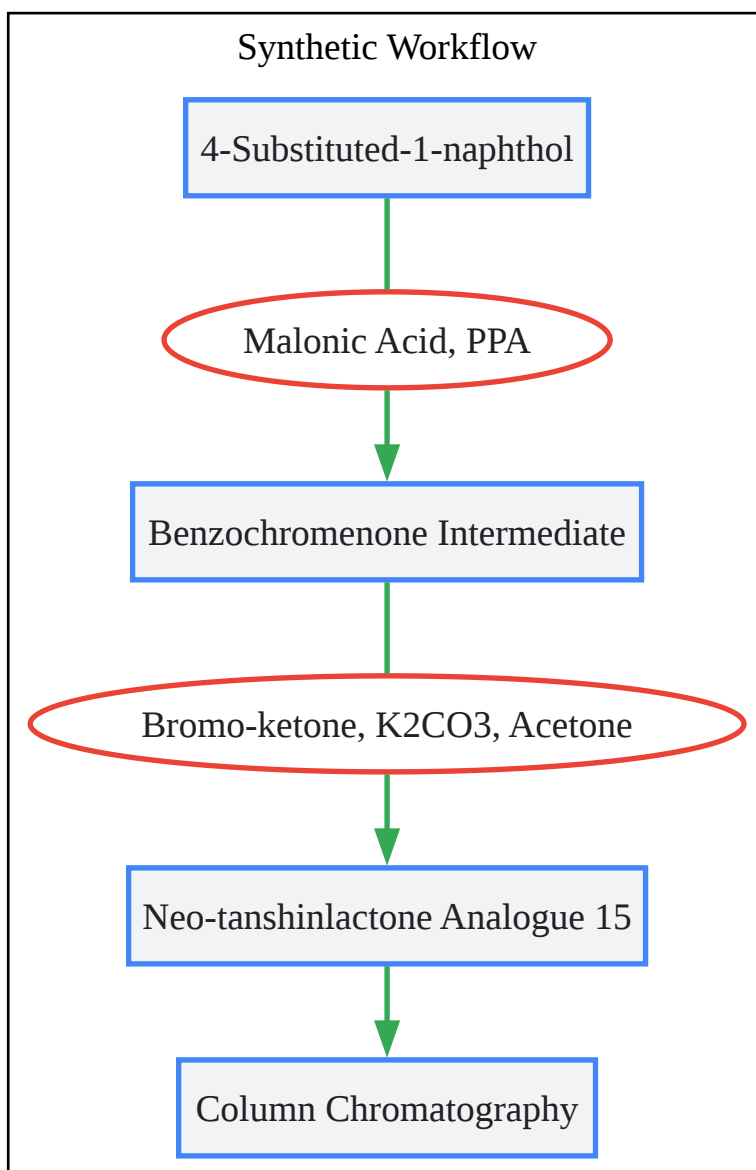 Synthetic Workflow
4-Substituted-1-naphthol
Malonic Acid, PPA
Benzochromenone Intermediate
Bromo-ketone, K2CO3, Acetone
Neo-tanshinlactone Analogue 15
Column Chromatography